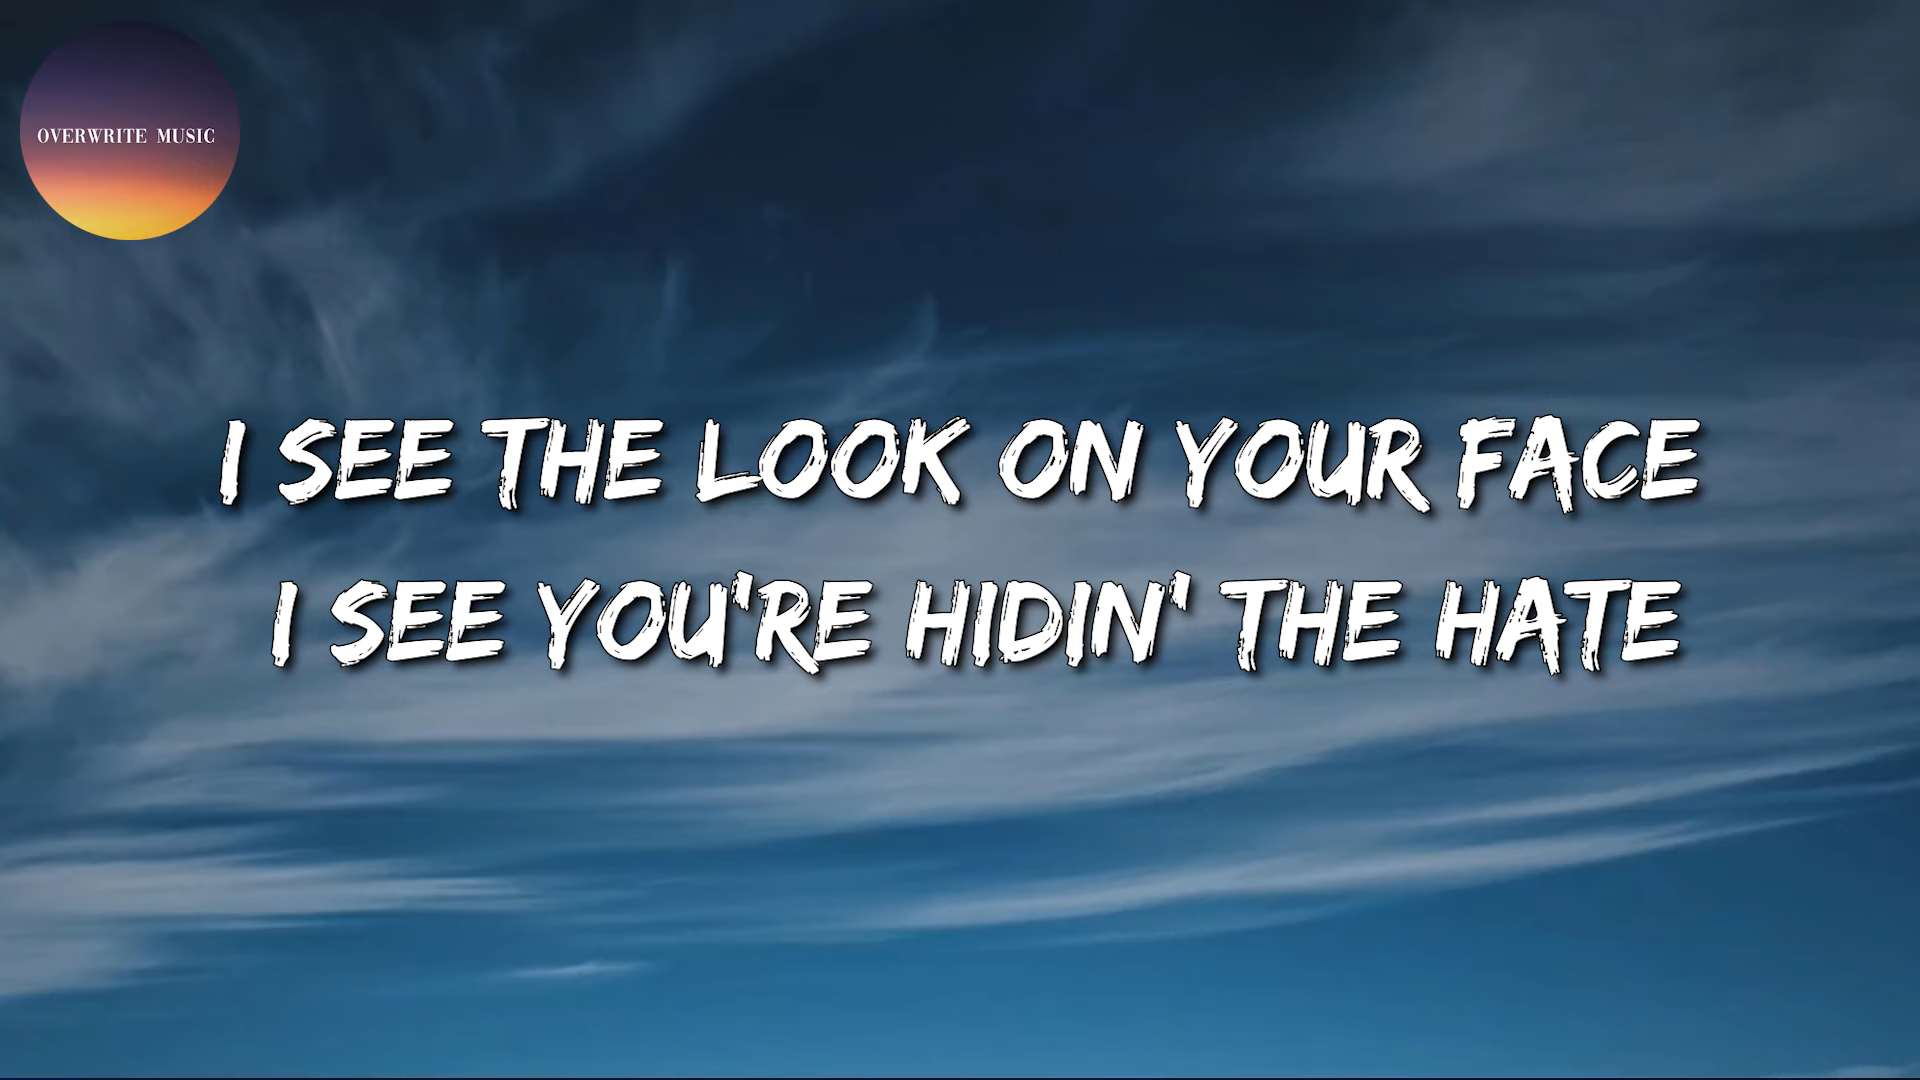 OVERWRITE MUSIC
I SEE THE LOOK ON YOUR FACE
I SEE YOU'RE HIDIN' THE HATE